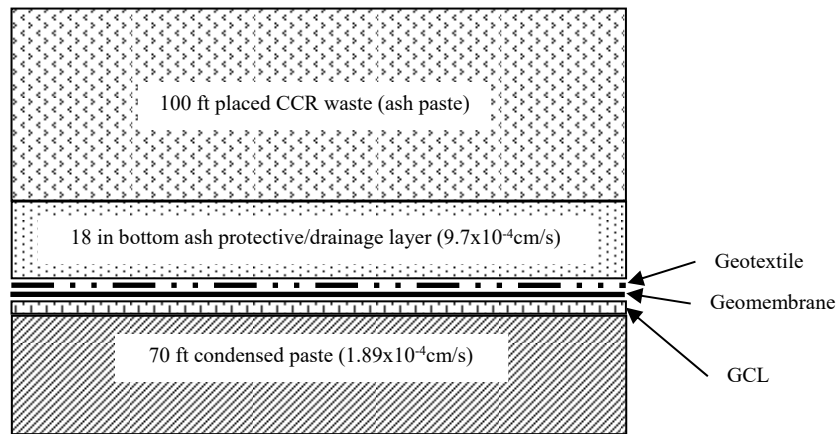 100 ft placed CCR waste (ash paste)
18 in bottom ash protective/drainage layer (9.7x10⁻⁴cm/s)
Geotextile
Geomembrane
70 ft condensed paste (1.89x10⁻⁴cm/s)
GCL